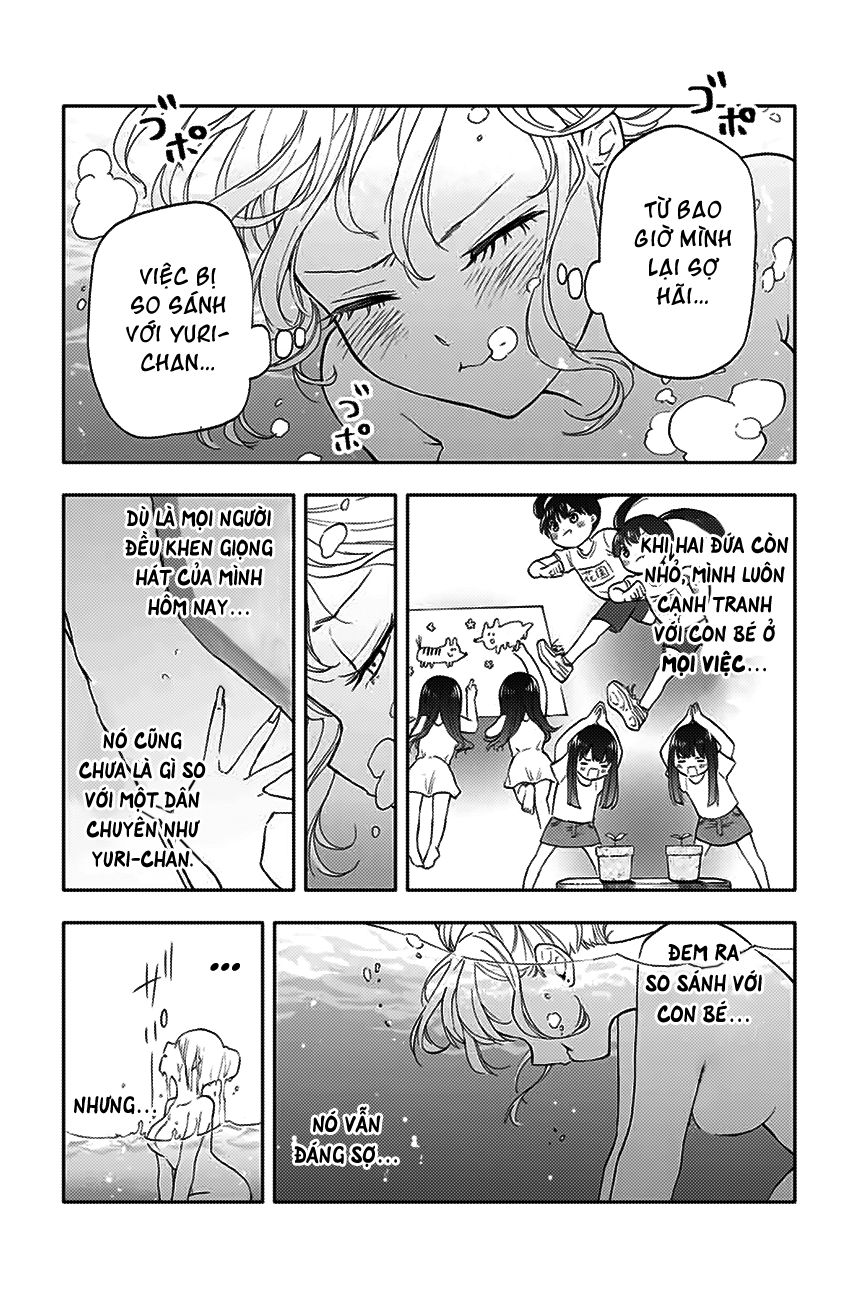 ゴポ
ゴポ
TỪ BAO
GIỜ MÌNH
LẠI SỢ
HÃI...
VIỆC BỊ
SO SÁNH
VỚI YURI-
CHAN...
ゴポ
KHI HAI ĐỨA CÒN
NHỎ, MÌNH LUÔN
CẠNH TRANH
VỚI CON BÉ Ở
MỌI VIỆC...
DÙ LÀ MỌI NGƯỜI
ĐỀU KHEN GIỌNG
HÁT CỦA MÌNH
HÔM NAY...
NÓ CŨNG
CHƯA LÀ GÌ SO
VỚI MỘT DÂN
CHUYÊN NHƯ
YURI-CHAN.
ĐEM RA
SO SÁNH VỚI
CON BÉ...
NÓ VẪN
ĐÁNG SỢ...
...
ザバ
NHƯNG...